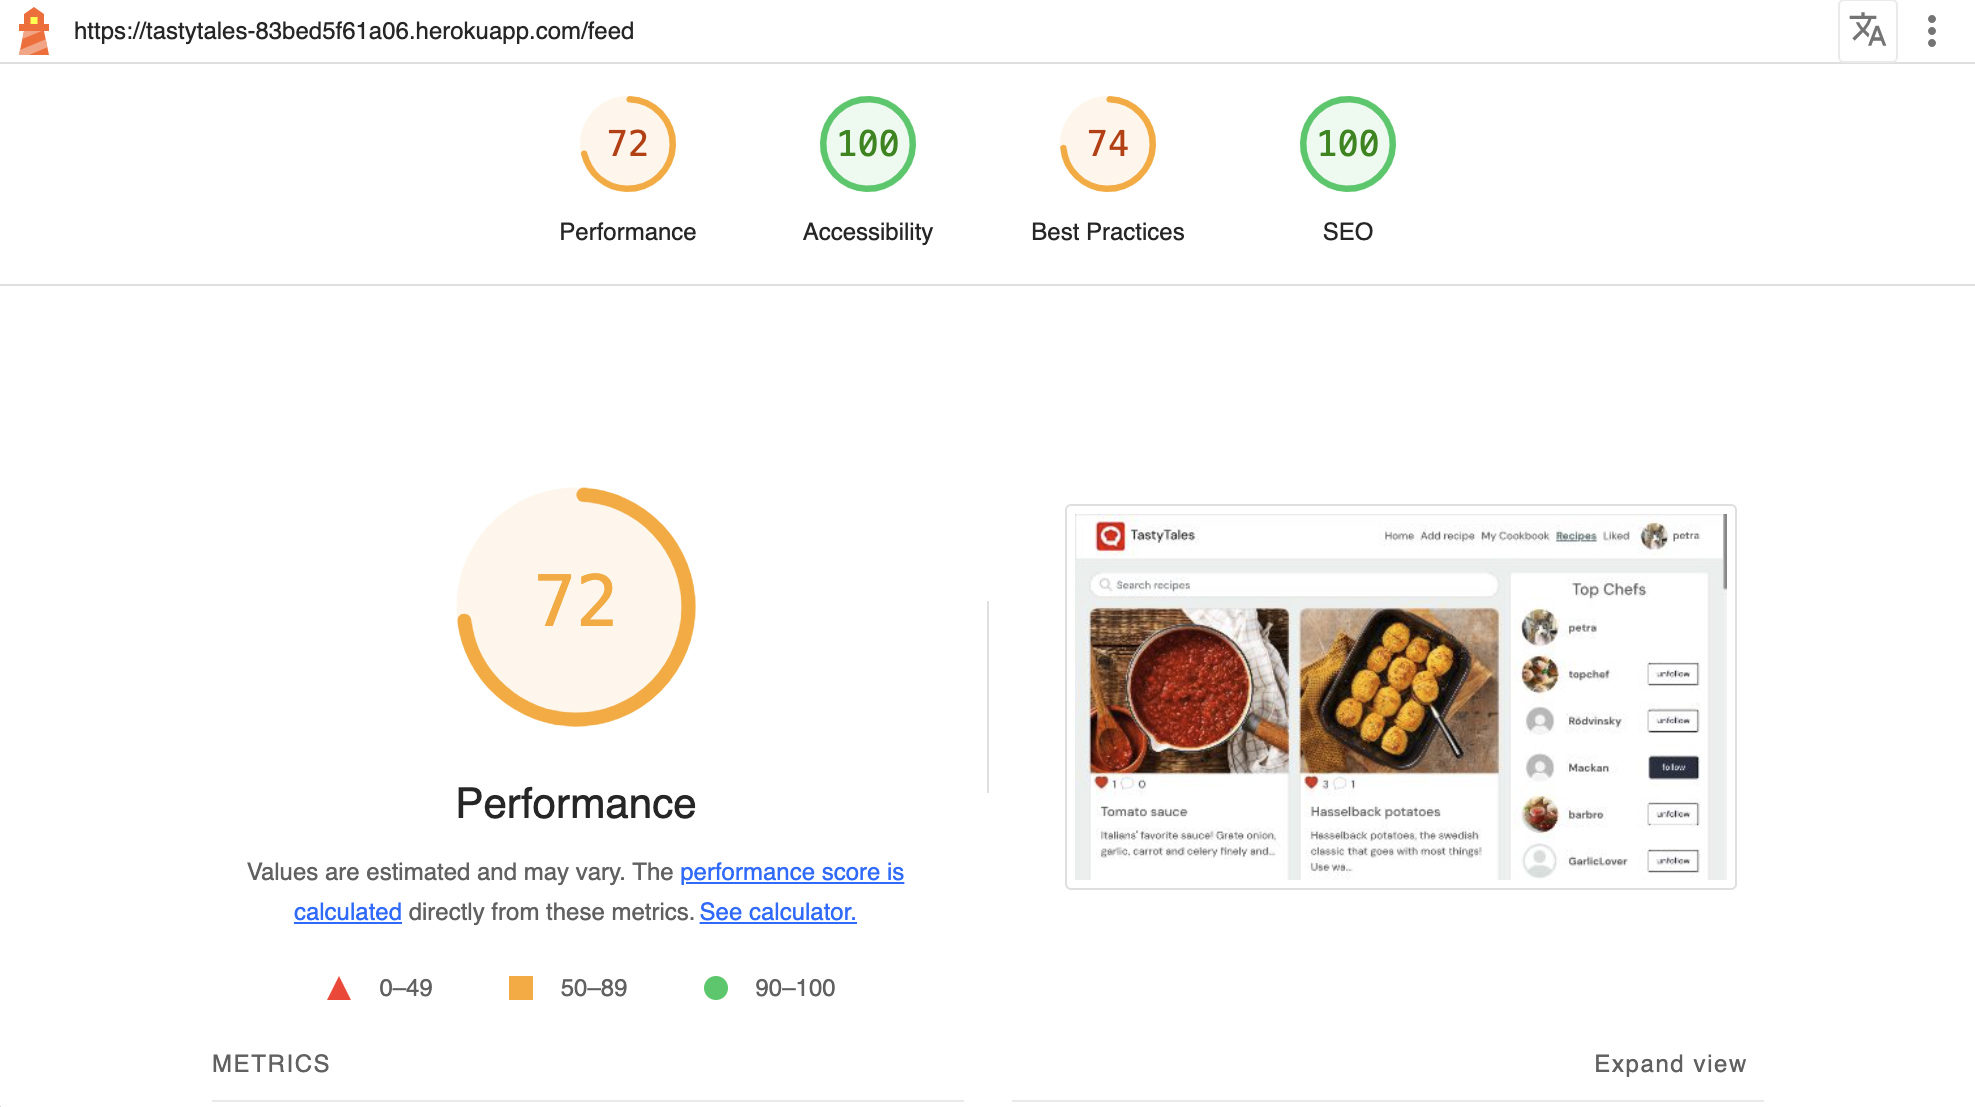 https://tastytales-83bed5f61a06.herokuapp.com/feed
72
100
74
100
Performance
Accessibility
Best Practices
SEO
72
Performance
Values are estimated and may vary. The performance score is
calculated directly from these metrics. See calculator.
0–49
50–89
90–100
TastyTales
Home Add recipe My Cookbook Recipes Liked petra
Search recipes
1 0
Tomato sauce
Italians' favorite sauce! Grate onion,
garlic, carrot and celery finely and...
3 1
Hasselback potatoes
Hasselback potatoes, the swedish
classic that goes with most things!
Use wa...
Top Chefs
petra
topchef unfollow
Rödvinsky unfollow
Mackan follow
barbro unfollow
GarlicLover unfollow
METRICS
Expand view